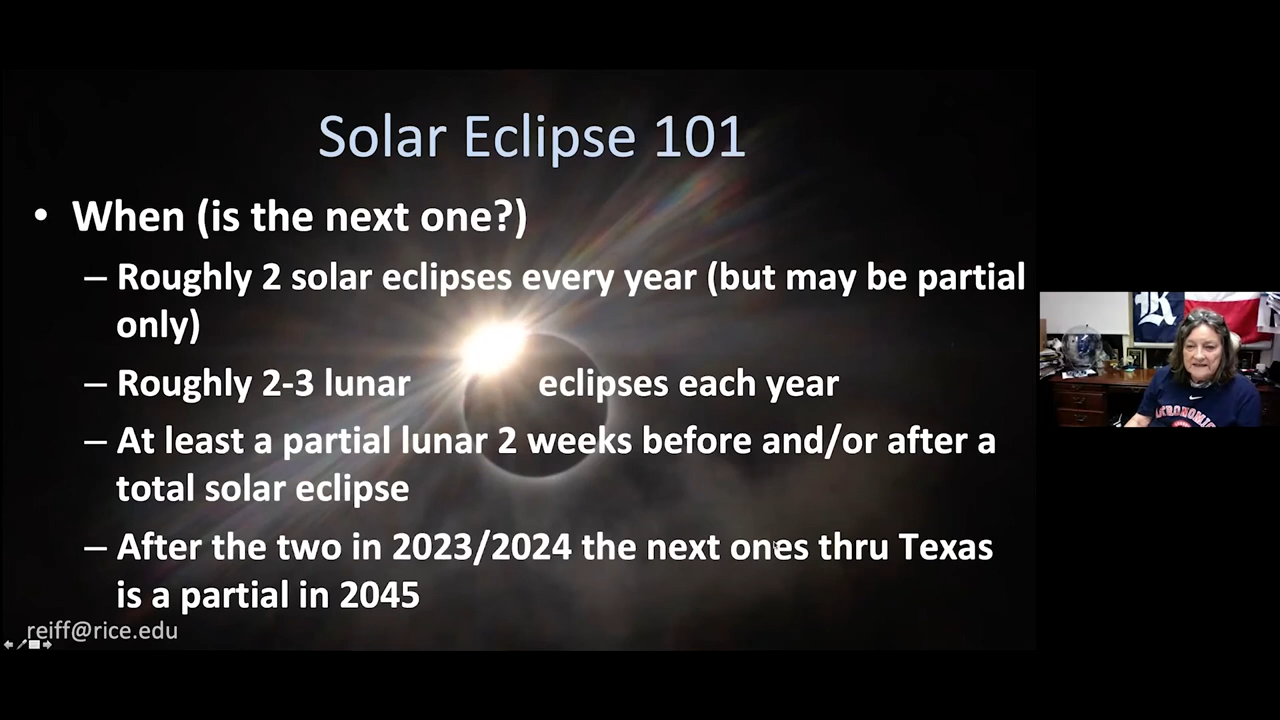 Solar Eclipse 101
• When (is the next one?)
– Roughly 2 solar eclipses every year (but may be partial
only)
– Roughly 2-3 lunar eclipses each year
– At least a partial lunar 2 weeks before and/or after a
total solar eclipse
– After the two in 2023/2024 the next ones thru Texas
is a partial in 2045
reiff@rice.edu
R